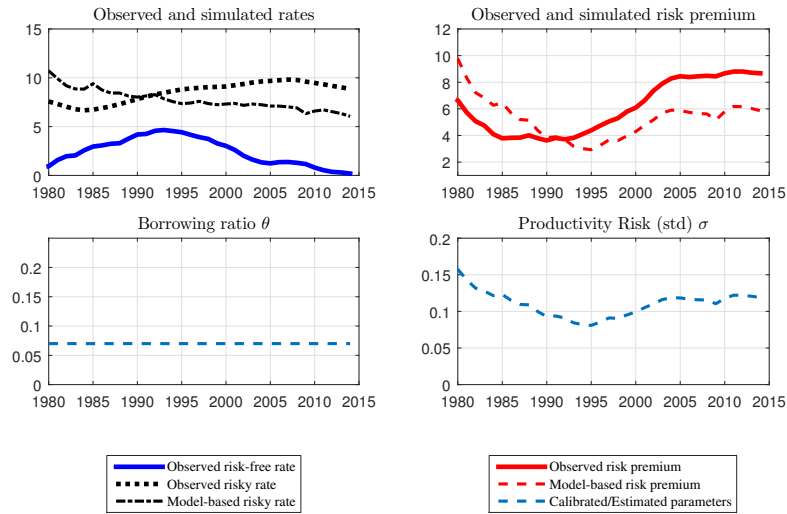 Observed and simulated rates
15
10
5
0
1980 1985 1990 1995 2000 2005 2010 2015
Observed and simulated risk premium
12
10
8
6
4
2
1980 1985 1990 1995 2000 2005 2010 2015
Borrowing ratio θ
0.2
0.15
0.1
0.05
0
1980 1985 1990 1995 2000 2005 2010 2015
Productivity Risk (std) σ
0.2
0.15
0.1
0.05
0
1980 1985 1990 1995 2000 2005 2010 2015
Observed risk-free rate
Observed risky rate
Model-based risky rate
Observed risk premium
Model-based risk premium
Calibrated/Estimated parameters